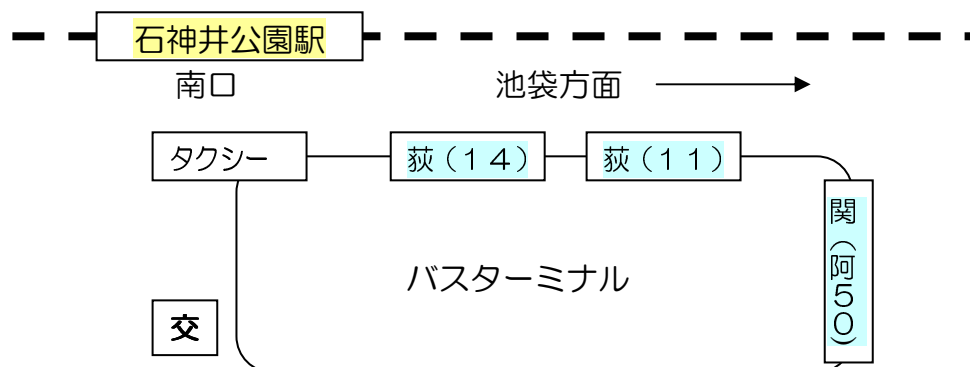 石神井公園駅
南口
池袋方面
タクシー
荻（１４）
荻（１１）
関（阿５０）
バスターミナル
交